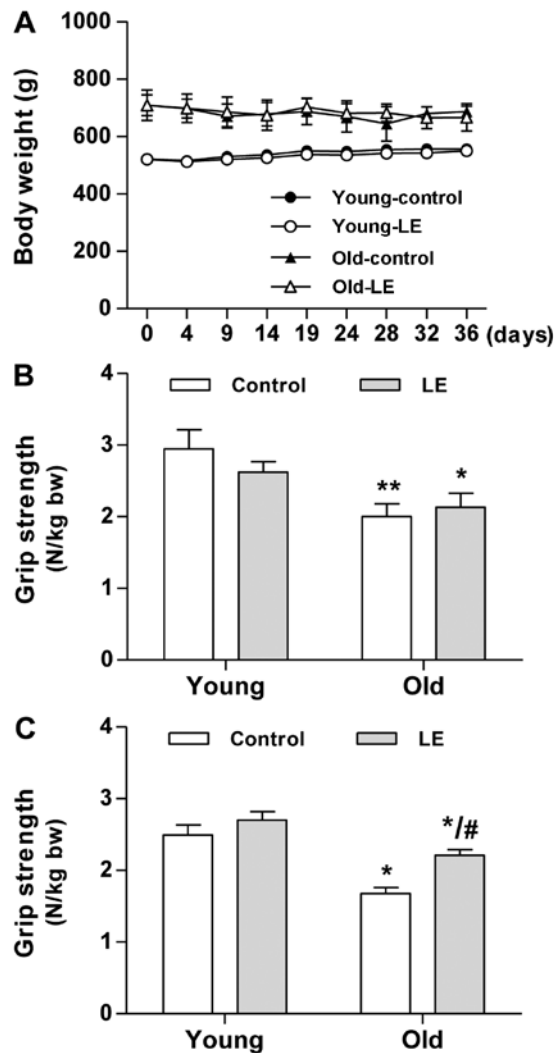 A
Body weight (g)
1000
800
600
400
200
0
Young-control
Young-LE
Old-control
Old-LE
0 4 9 14 19 24 28 32 36 (days)
B
Grip strength
(N/kg bw)
4
3
2
1
0
Control LE
** *
Young Old
C
Grip strength
(N/kg bw)
4
3
2
1
0
Control LE
* */#
Young Old